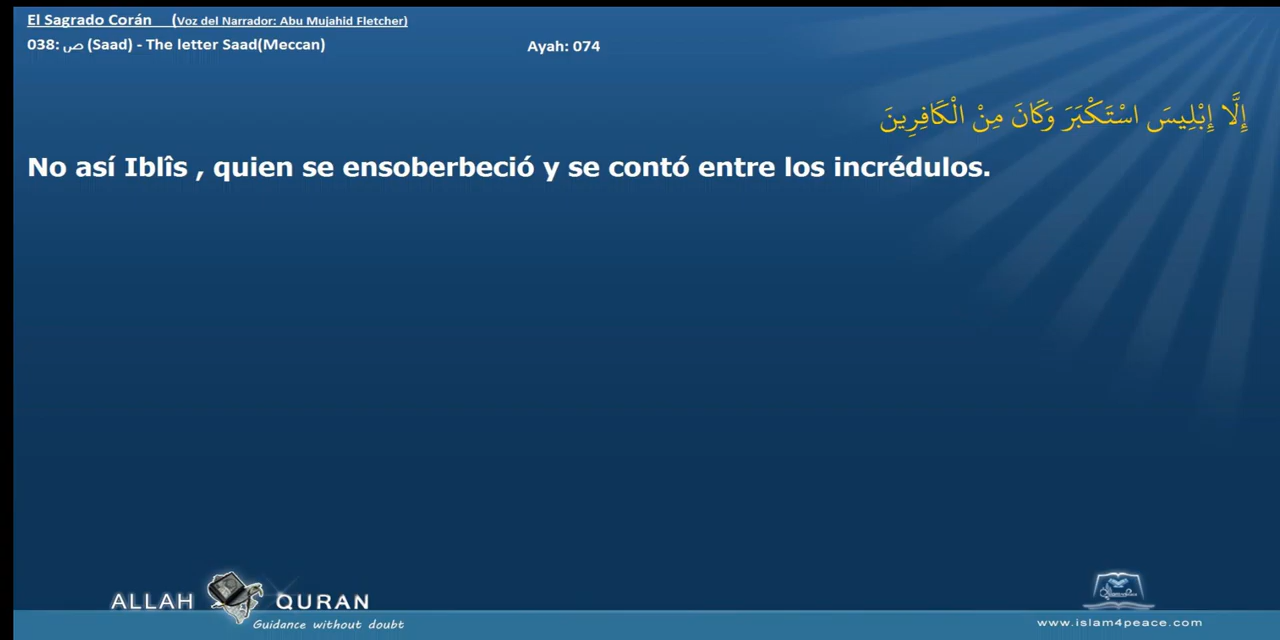 El Sagrado Corán (Voz del Narrador: Abu Mujahid Fletcher)
038: ص (Saad) - The letter Saad(Meccan) Ayah: 074
إِلَّا إِبْلِيسَ اسْتَكْبَرَ وَكَانَ مِنْ الْكَافِرِينَ
No así Iblîs , quien se ensoberbeció y se contó entre los incrédulos.
ALLAH QURAN
Guidance without doubt
www.islam4peace.com